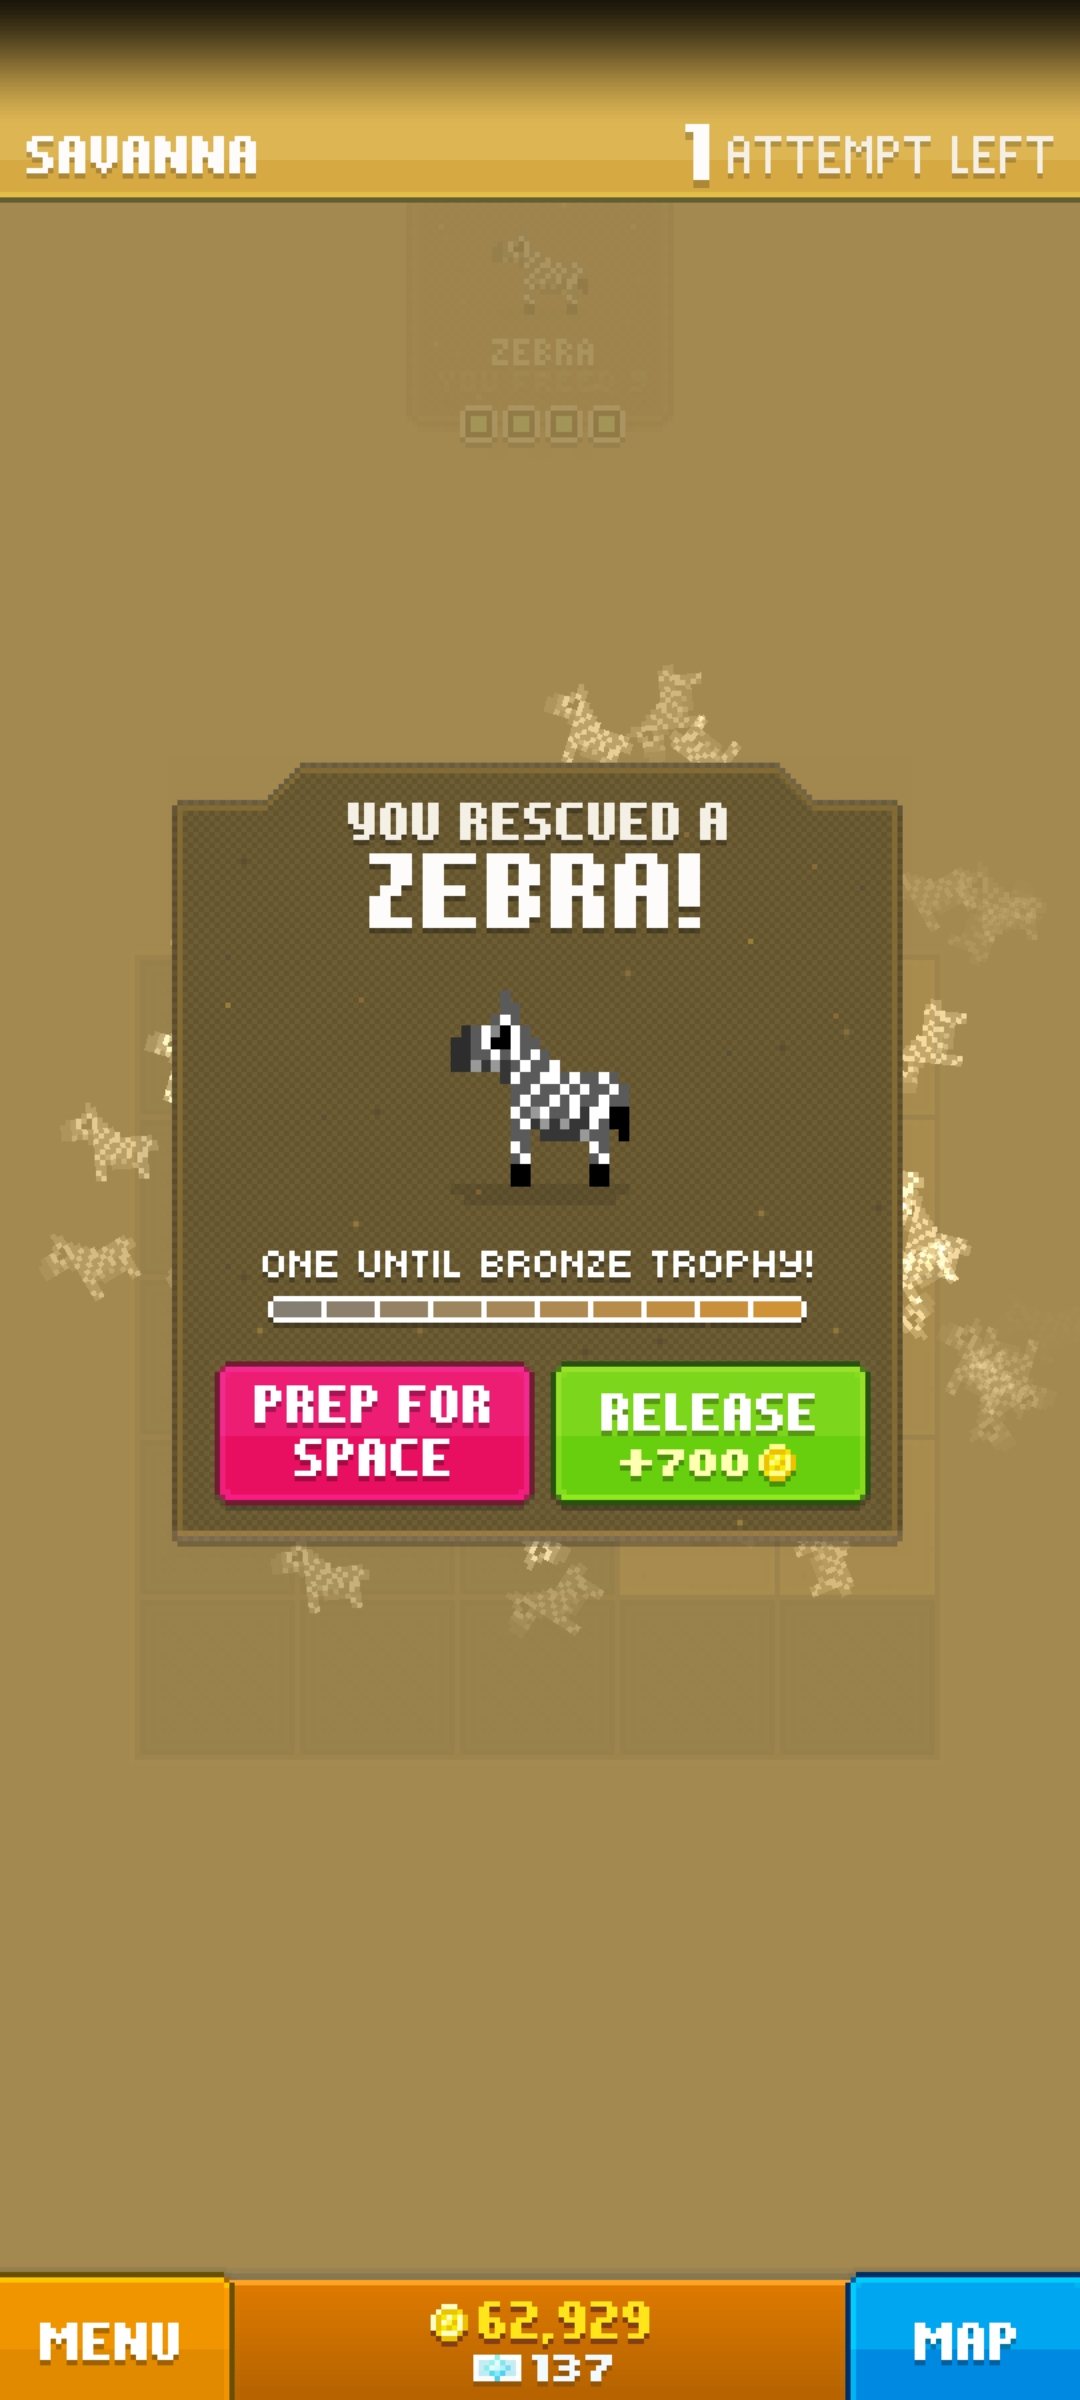 SAVANNA
1 ATTEMPT LEFT
ZEBRA
YOU RESCUED A
ZEBRA!
ONE UNTIL BRONZE TROPHY!
PREP FOR
SPACE
RELEASE
+700
MENU
62,929
137
MAP